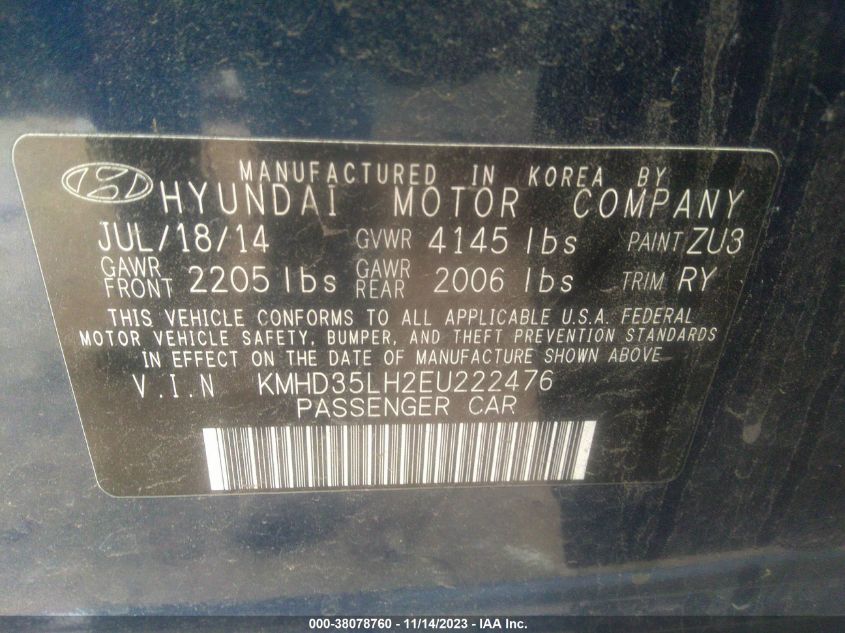 MANUFACTURED IN KOREA BY
HYUNDAI MOTOR COMPANY
JUL/18/14 GVWR 4145 lbs PAINT ZU3
GAWR FRONT 2205 lbs GAWR REAR 2006 lbs TRIM RY
THIS VEHICLE CONFORMS TO ALL APPLICABLE U.S.A. FEDERAL
MOTOR VEHICLE SAFETY, BUMPER, AND THEFT PREVENTION STANDARDS
IN EFFECT ON THE DATE OF MANUFACTURE SHOWN ABOVE.
V.I.N KMHD35LH2EU222476
PASSENGER CAR
000-38078760 - 11/14/2023 - IAA Inc.